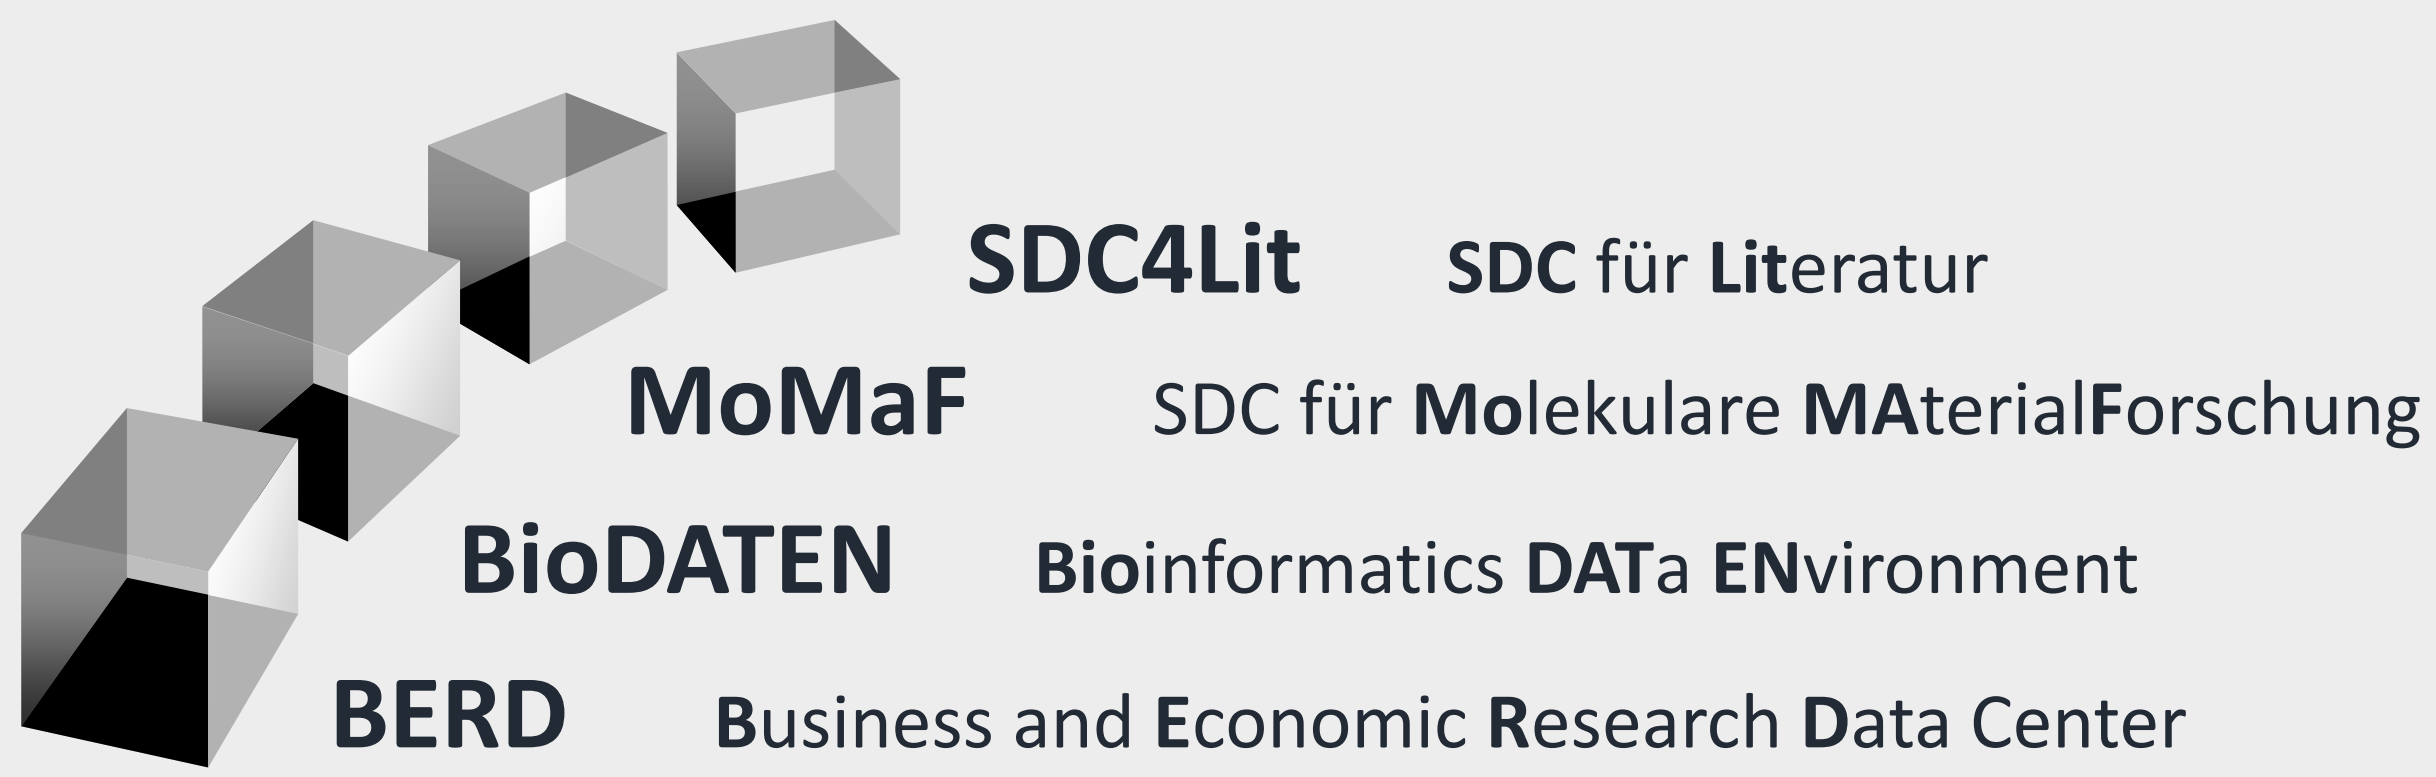 SDC4Lit SDC für Literatur
MoMaF SDC für Molekulare MAterialForschung
BioDATEN Bioinformatics DATa ENvironment
BERD Business and Economic Research Data Center